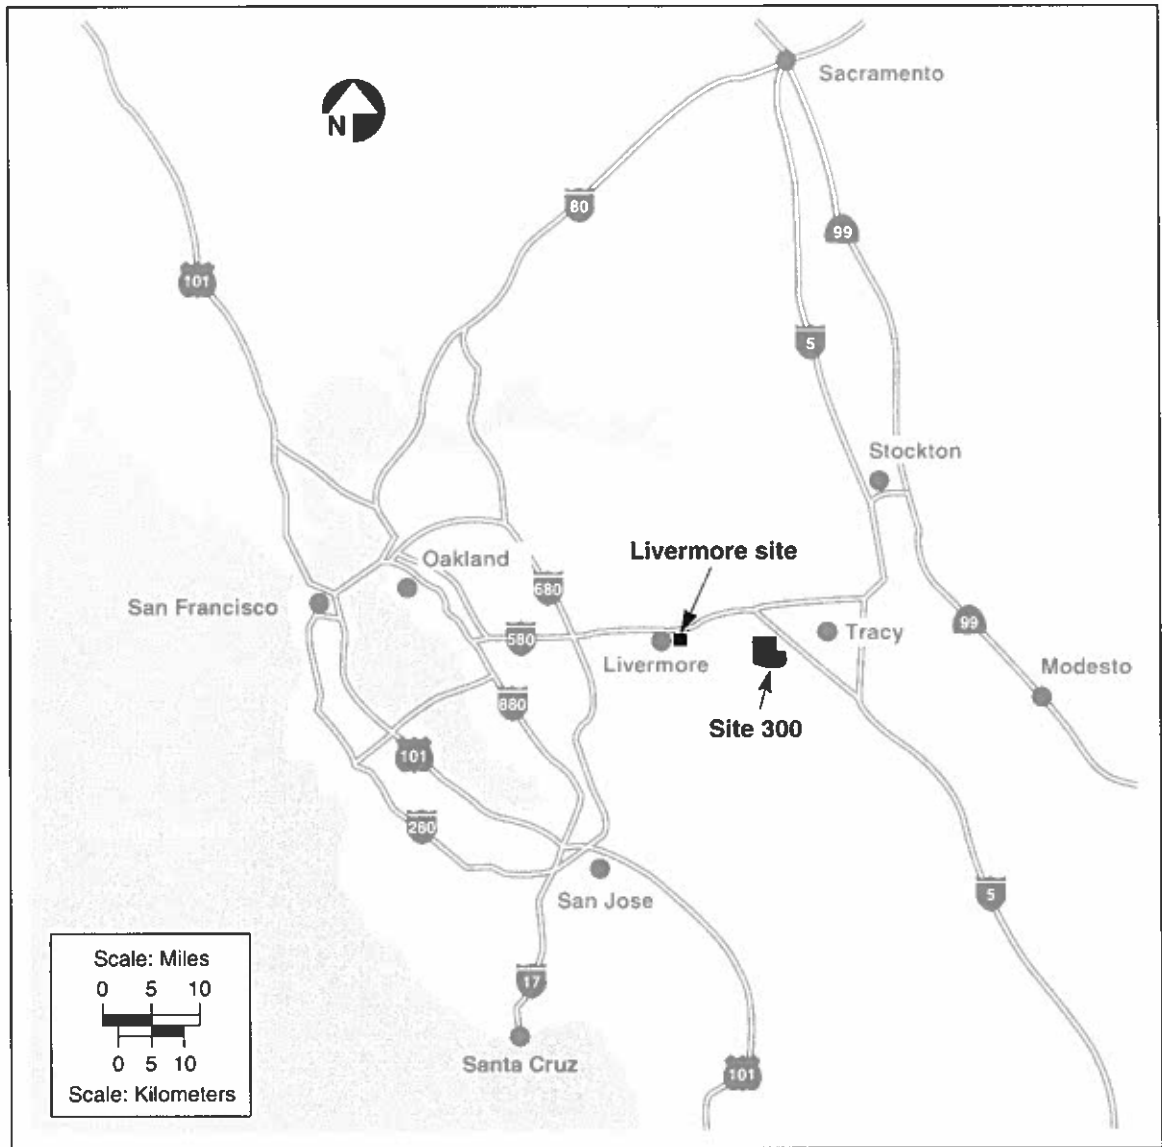 Sacramento
N
80
99
101
5
Stockton
Livermore site
Oakland
680
San Francisco
580
Livermore
Tracy
99
Modesto
880
Site 300
101
280
San Jose
5
Scale: Miles
0 5 10
0 5 10
Scale: Kilometers
17
Santa Cruz
101